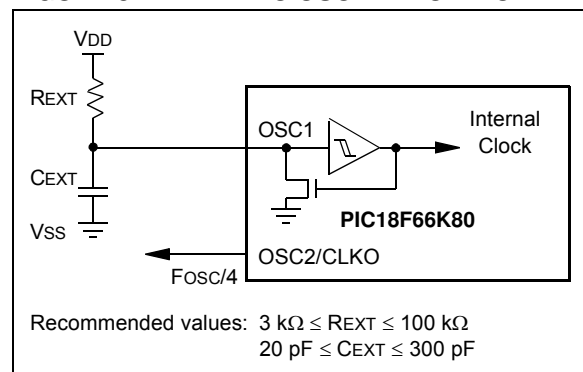 VDD
REXT
OSC1
Internal
Clock
CEXT
PIC18F66K80
VSS
OSC2/CLKO
FOSC/4
Recommended values: 3 kΩ ≤ REXT ≤ 100 kΩ
20 pF ≤ CEXT ≤ 300 pF